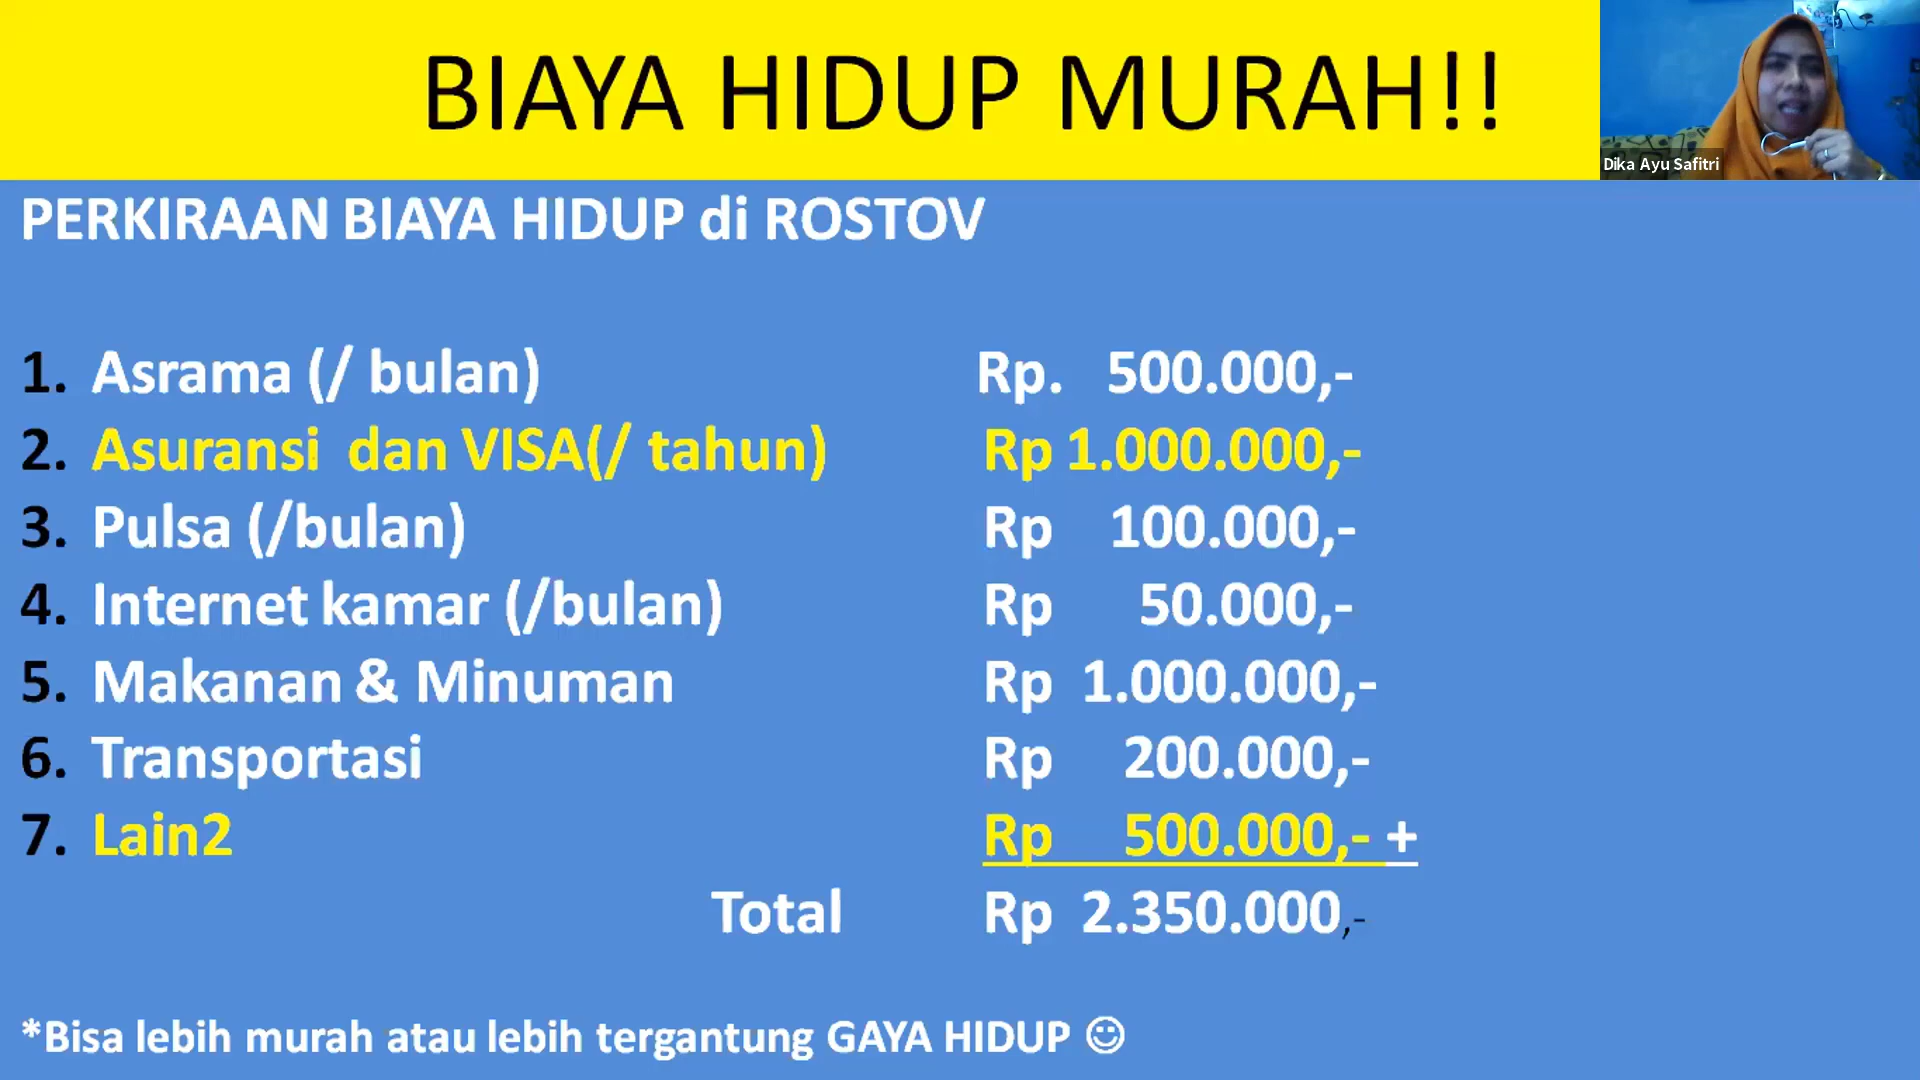 BIAYA HIDUP MURAH!!
Dika Ayu Safitri
PERKIRAAN BIAYA HIDUP di ROSTOV
1. Asrama (/ bulan) Rp. 500.000,-
2. Asuransi dan VISA(/ tahun) Rp 1.000.000,-
3. Pulsa (/bulan) Rp 100.000,-
4. Internet kamar (/bulan) Rp 50.000,-
5. Makanan & Minuman Rp 1.000.000,-
6. Transportasi Rp 200.000,-
7. Lain2 Rp 500.000,- +
Total Rp 2.350.000,-
*Bisa lebih murah atau lebih tergantung GAYA HIDUP ☺